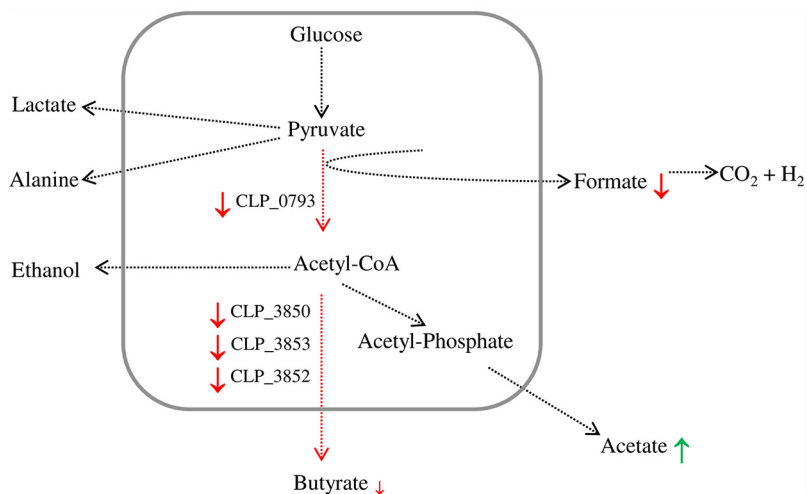 Glucose
Lactate
Pyruvate
Alanine
Formate
CO₂ + H₂
CLP_0793
Ethanol
Acetyl-CoA
CLP_3850
CLP_3853
CLP_3852
Acetyl-Phosphate
Acetate
Butyrate